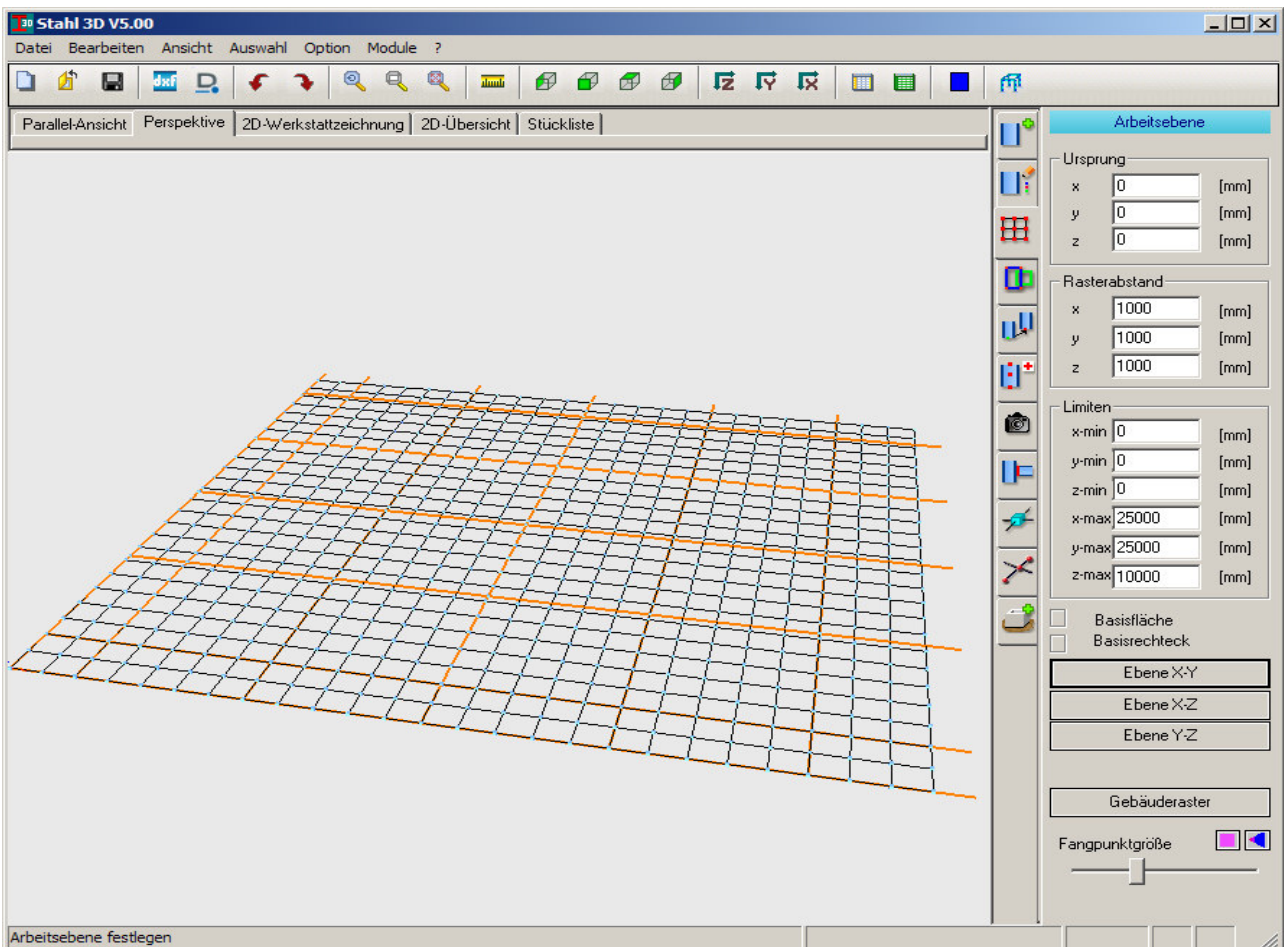 Stahl 3D V5.00
Datei Bearbeiten Ansicht Auswahl Option Module ?
dxf
Z Y X
Parallel-Ansicht Perspektive 2D-Werkstattzeichnung 2D-Übersicht Stückliste
Arbeitsebene
Ursprung
x 0 [mm]
y 0 [mm]
z 0 [mm]
Rasterabstand
x 1000 [mm]
y 1000 [mm]
z 1000 [mm]
Limiten
x-min 0 [mm]
y-min 0 [mm]
z-min 0 [mm]
x-max 25000 [mm]
y-max 25000 [mm]
z-max 10000 [mm]
Basisfläche
Basisrechteck
Ebene X-Y
Ebene X-Z
Ebene Y-Z
Gebäuderaster
Fangpunktgröße
Arbeitsebene festlegen